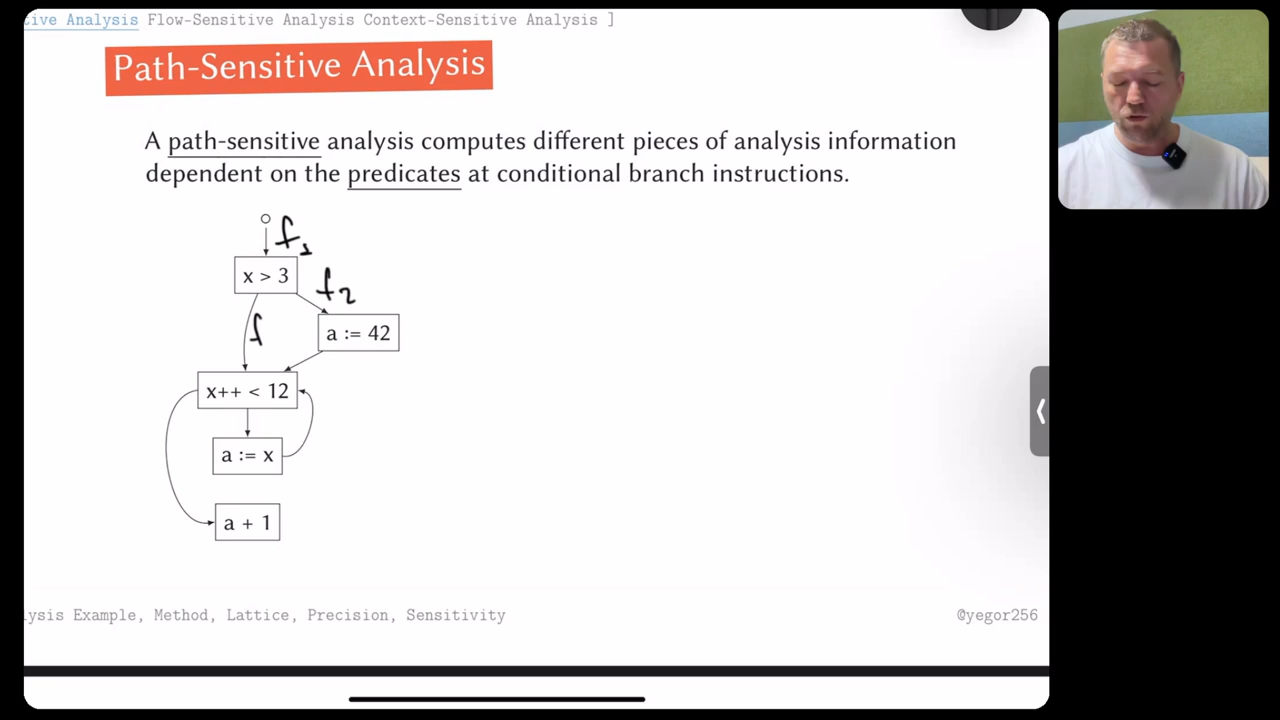 tive Analysis Flow-Sensitive Analysis Context-Sensitive Analysis ]
Path-Sensitive Analysis
A path-sensitive analysis computes different pieces of analysis information
dependent on the predicates at conditional branch instructions.
f1
x > 3
f2
f
a := 42
x++ < 12
a := x
a + 1
lysis Example, Method, Lattice, Precision, Sensitivity
@yegor256